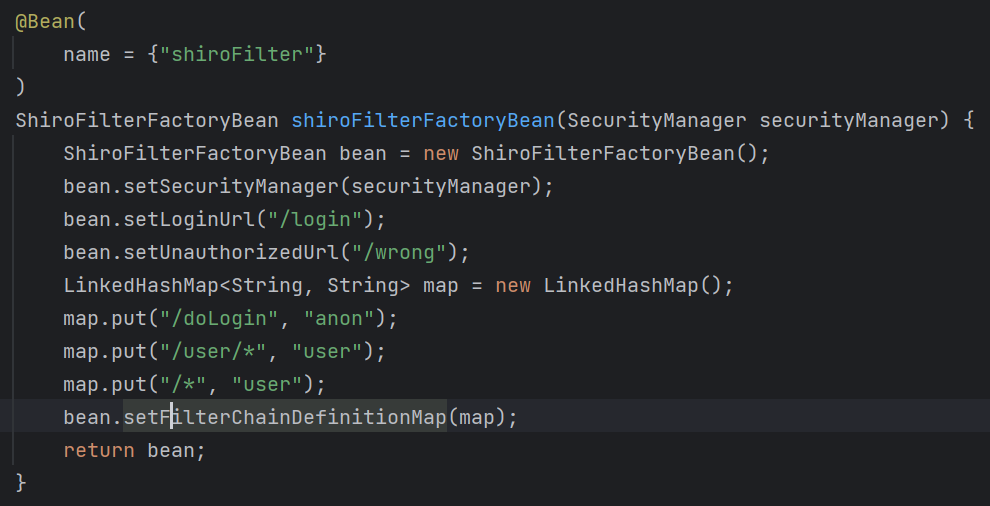 @Bean(
    name = {"shiroFilter"}
)
ShiroFilterFactoryBean shiroFilterFactoryBean(SecurityManager securityManager) {
    ShiroFilterFactoryBean bean = new ShiroFilterFactoryBean();
    bean.setSecurityManager(securityManager);
    bean.setLoginUrl("/login");
    bean.setUnauthorizedUrl("/wrong");
    LinkedHashMap<String, String> map = new LinkedHashMap();
    map.put("/doLogin", "anon");
    map.put("/user/*", "user");
    map.put("/*", "user");
    bean.setFilterChainDefinitionMap(map);
    return bean;
}